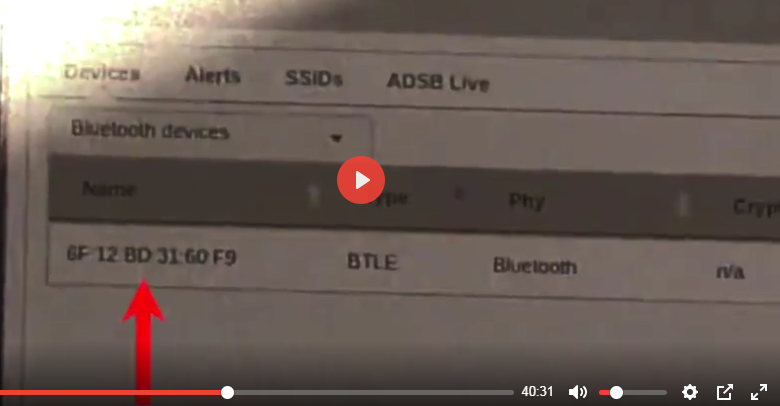 Devices Alerts SSIDs ADSB Live
Bluetooth devices
Name Type Phy Cryp
6F 12 BD 31:60 F9 BTLE Bluetooth n/a
40:31